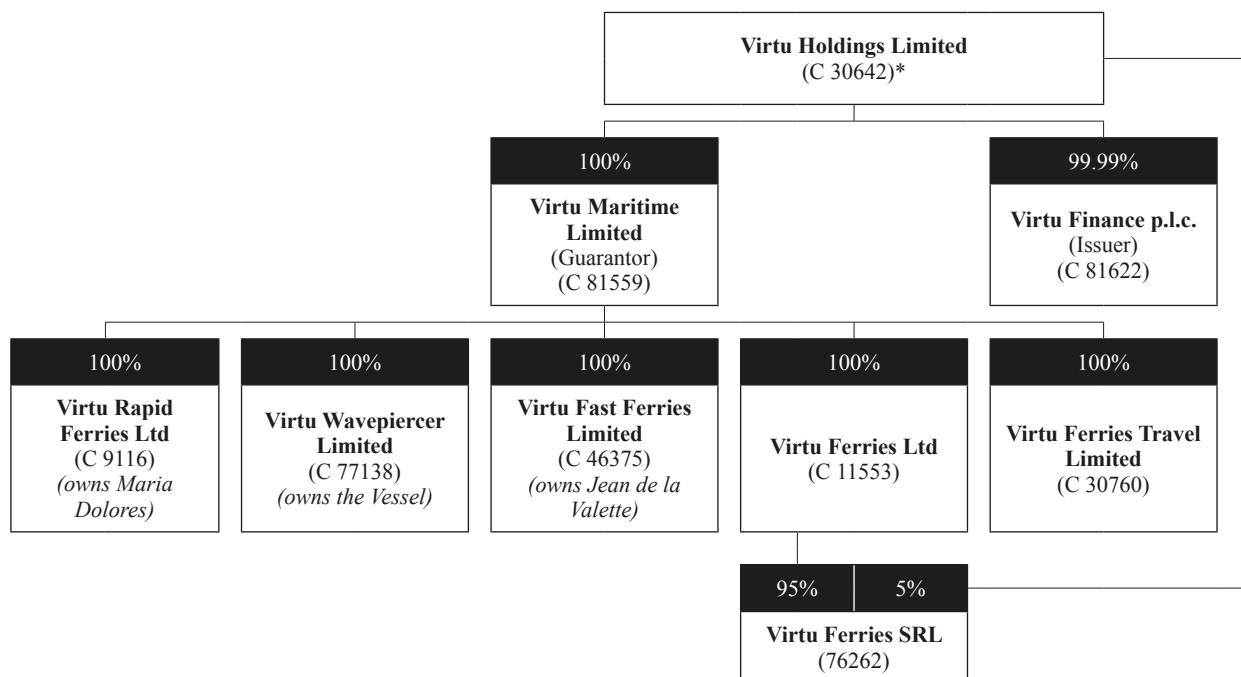 Virtu Holdings Limited
(C 30642)*
100%
Virtu Maritime
Limited
(Guarantor)
(C 81559)
99.99%
Virtu Finance p.l.c.
(Issuer)
(C 81622)
100%
Virtu Rapid
Ferries Ltd
(C 9116)
(owns Maria
Dolores)
100%
Virtu Wavepiercer
Limited
(C 77138)
(owns the Vessel)
100%
Virtu Fast Ferries
Limited
(C 46375)
(owns Jean de la
Valette)
100%
Virtu Ferries Ltd
(C 11553)
100%
Virtu Ferries Travel
Limited
(C 30760)
95%
5%
Virtu Ferries SRL
(76262)